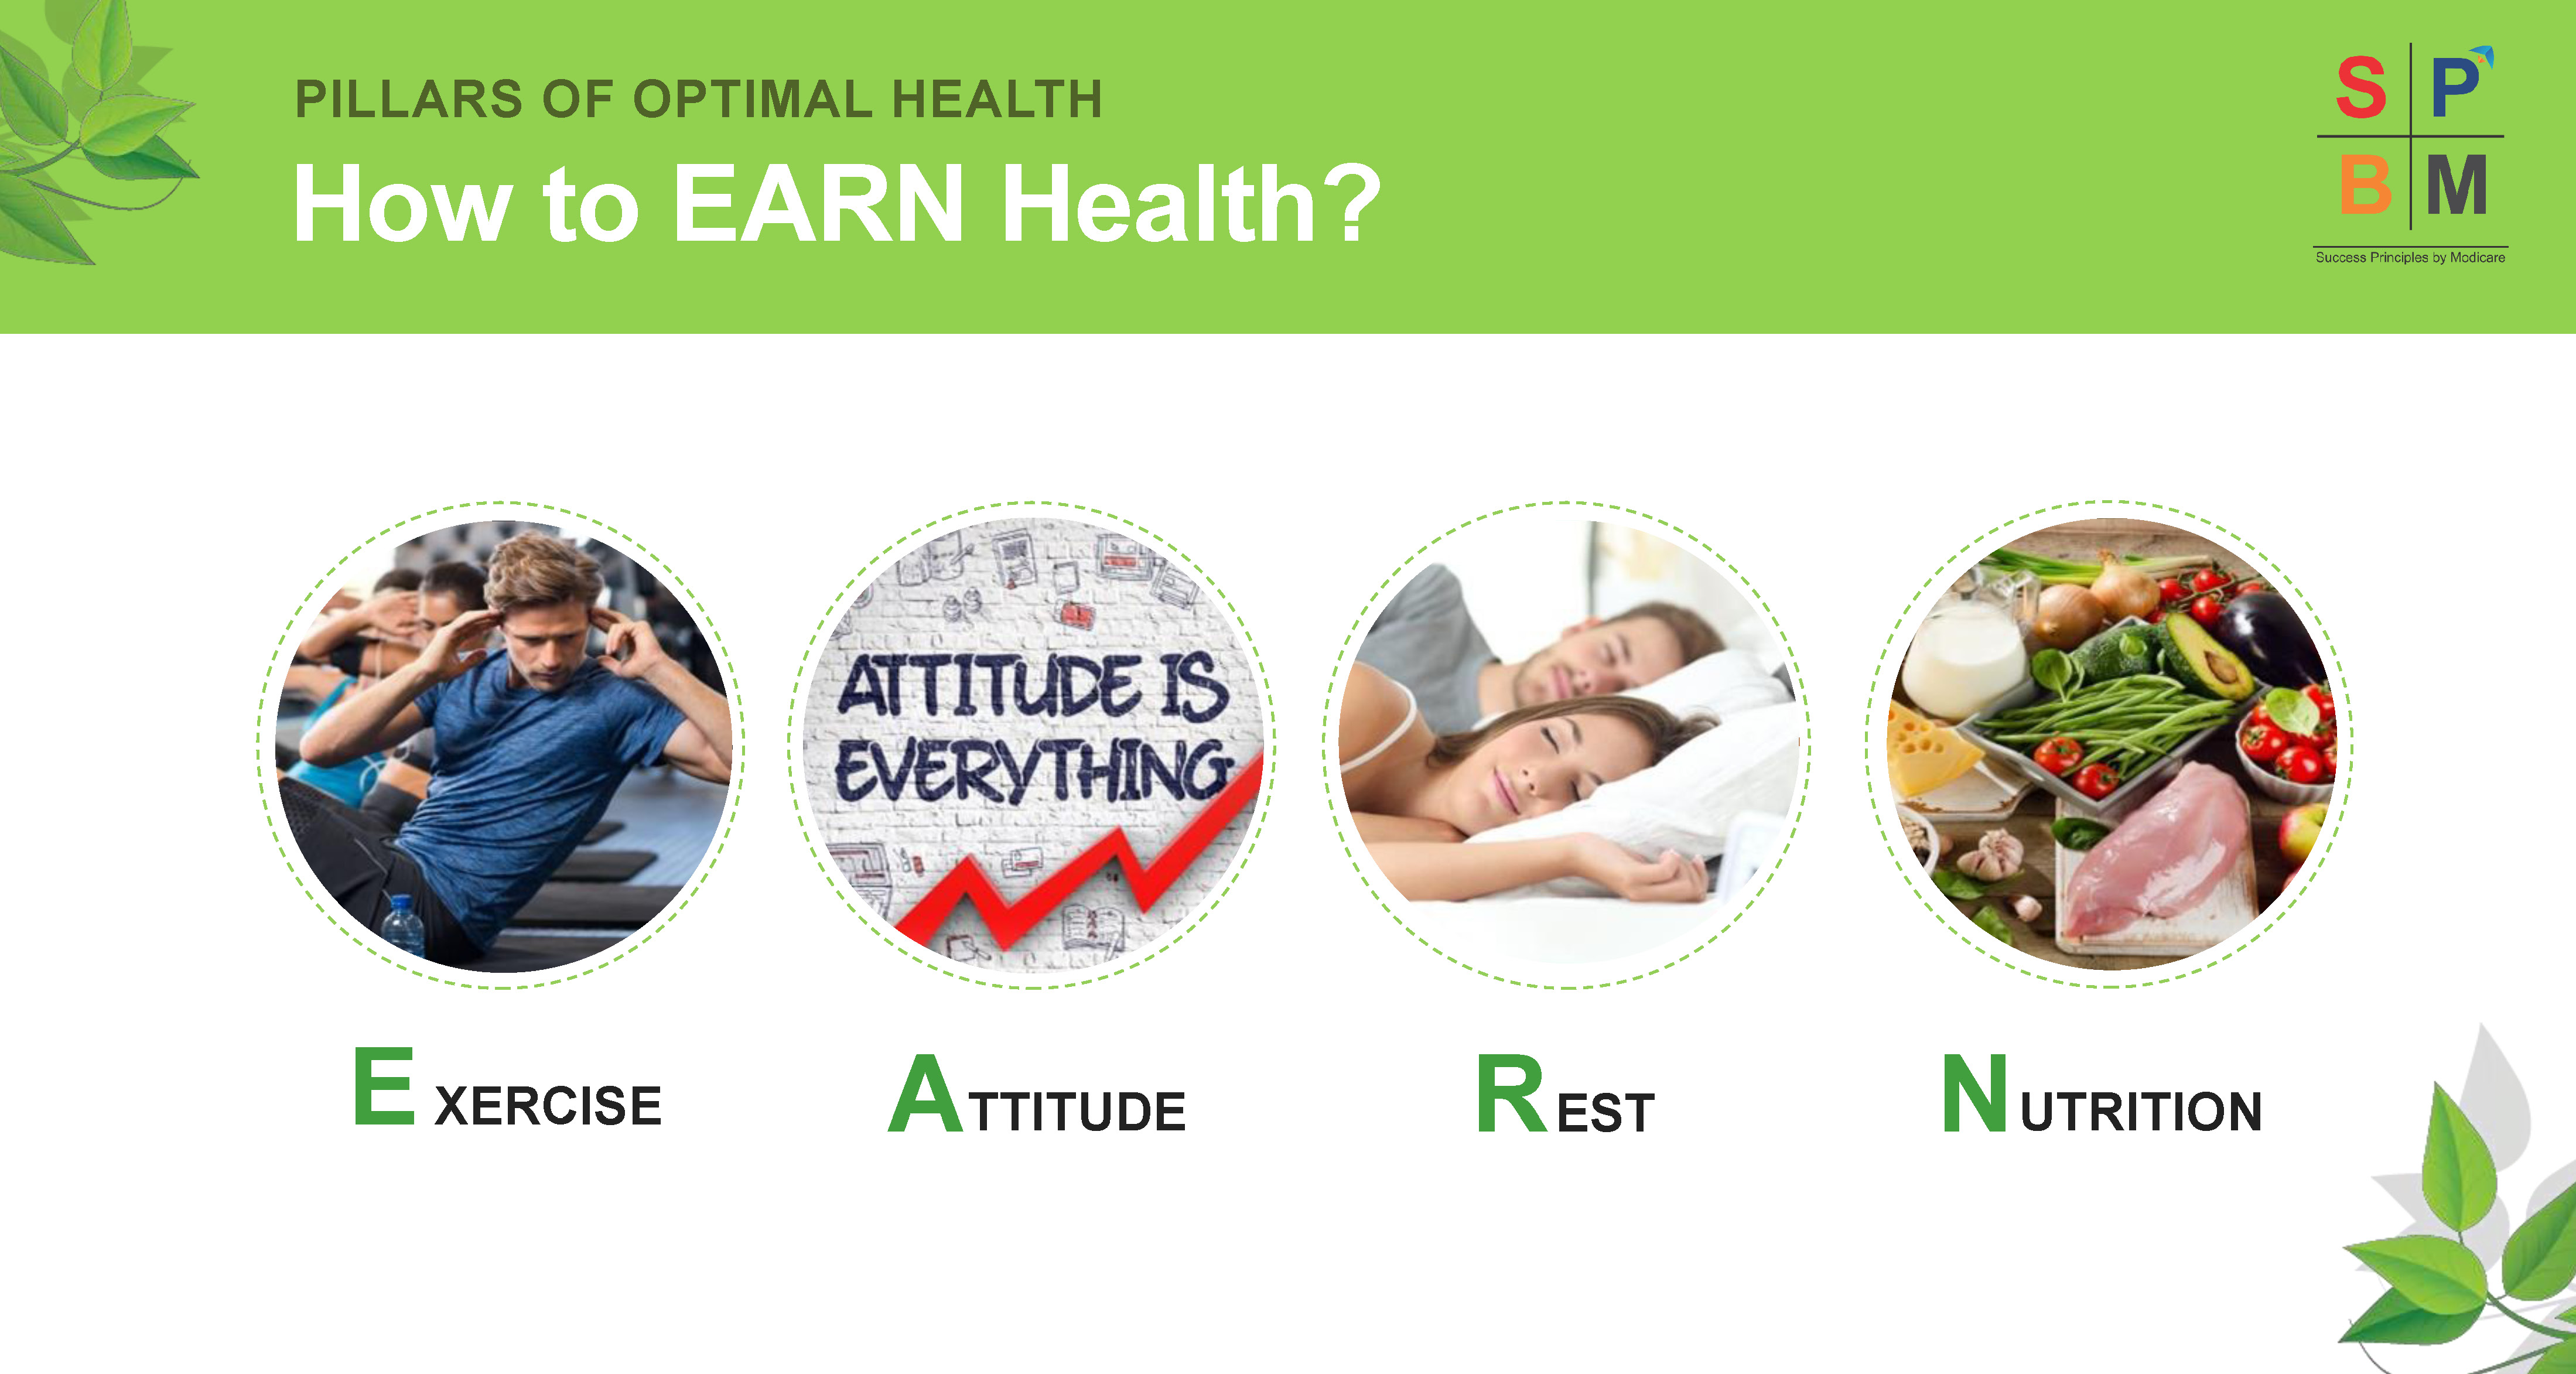 PILLARS OF OPTIMAL HEALTH
How to EARN Health?
S P
B M
Success Principles by Modicare
ATTITUDE IS
EVERYTHING
EXERCISE
ATTITUDE
REST
NUTRITION